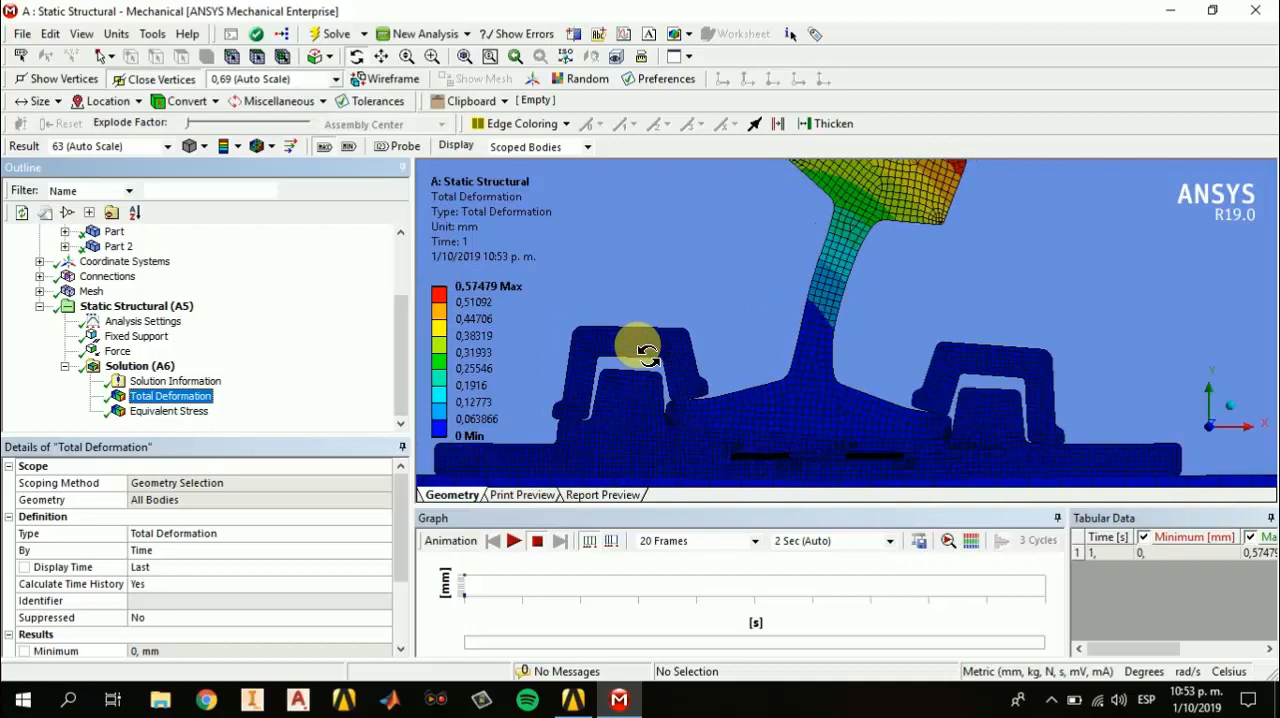 A : Static Structural - Mechanical [ANSYS Mechanical Enterprise]
File Edit View Units Tools Help Solve New Analysis ?/ Show Errors Worksheet
Show Vertices Close Vertices 0,69 (Auto Scale) Wireframe Show Mesh Random Preferences
Size Location Convert Miscellaneous Tolerances Clipboard [ Empty ]
Reset Explode Factor: Assembly Center Edge Coloring Thicken
Result 63 (Auto Scale) MAX MIN Probe Display Scoped Bodies
Outline
Filter: Name
Part
Part 2
Coordinate Systems
Connections
Mesh
Static Structural (A5)
Analysis Settings
Fixed Support
Force
Solution (A6)
Solution Information
Total Deformation
Equivalent Stress
Details of "Total Deformation"
Scope
Scoping Method Geometry Selection
Geometry All Bodies
Definition
Type Total Deformation
By Time
Display Time Last
Calculate Time History Yes
Identifier
Suppressed No
Results
Minimum 0, mm
A: Static Structural
Total Deformation
Type: Total Deformation
Unit: mm
Time: 1
1/10/2019 10:53 p. m.
0,57479 Max
0,51092
0,44706
0,38319
0,31933
0,25546
0,1916
0,12773
0,063866
0 Min
ANSYS
R19.0
Y
X
Geometry Print Preview Report Preview
Graph
Animation 20 Frames 2 Sec (Auto) 3 Cycles
[mm]
[s]
Tabular Data
Time [s] Minimum [mm] Ma
1 1, 0, 0,57479
0 No Messages No Selection Metric (mm, kg, N, s, mV, mA) Degrees rad/s Celsius
ESP
10:53 p. m.
1/10/2019